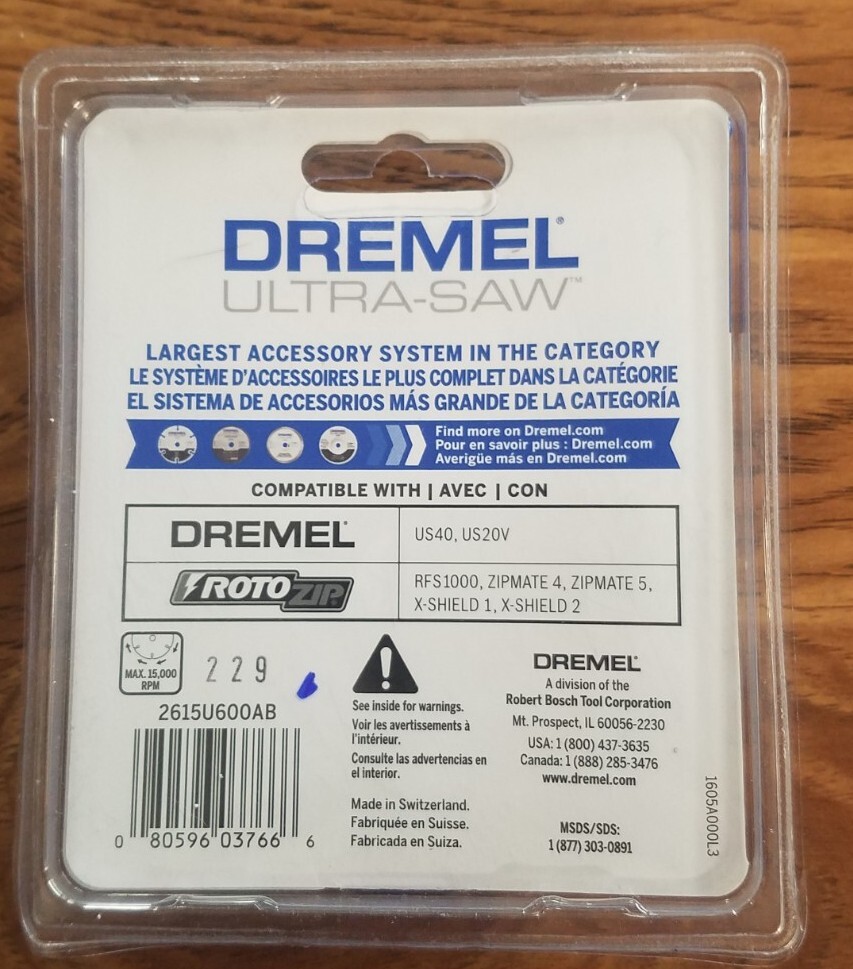 DREMEL®
ULTRA-SAW™
LARGEST ACCESSORY SYSTEM IN THE CATEGORY
LE SYSTÈME D'ACCESSOIRES LE PLUS COMPLET DANS LA CATÉGORIE
EL SISTEMA DE ACCESORIOS MÁS GRANDE DE LA CATEGORÍA
Find more on Dremel.com
Pour en savoir plus : Dremel.com
Averigüe más en Dremel.com
COMPATIBLE WITH | AVEC | CON
DREMEL®
US40, US20V
ROTOZIP®
RFS1000, ZIPMATE 4, ZIPMATE 5,
X-SHIELD 1, X-SHIELD 2
MAX. 15,000
RPM
229
2615U600AB
0 80596 03766 6
See inside for warnings.
Voir les avertissements à
l'intérieur.
Consulte las advertencias en
el interior.
Made in Switzerland.
Fabriquée en Suisse.
Fabricada en Suiza.
DREMEL®
A division of the
Robert Bosch Tool Corporation
Mt. Prospect, IL 60056-2230
USA: 1 (800) 437-3635
Canada: 1 (888) 285-3476
www.dremel.com
MSDS/SDS:
1 (877) 303-0891
1605A000L3